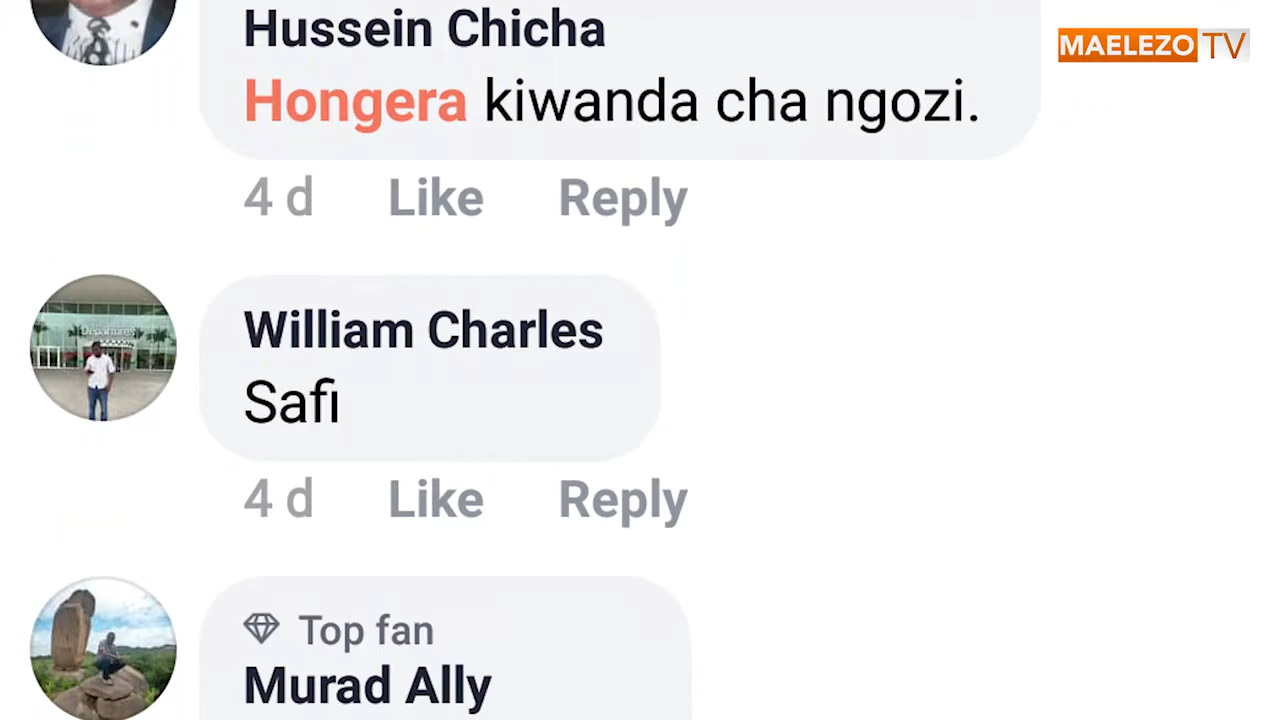 Hussein Chicha
MAELEZO TV
Hongera kiwanda cha ngozi.
4 d Like Reply
Departures
William Charles
Safi
4 d Like Reply
Top fan
Murad Ally